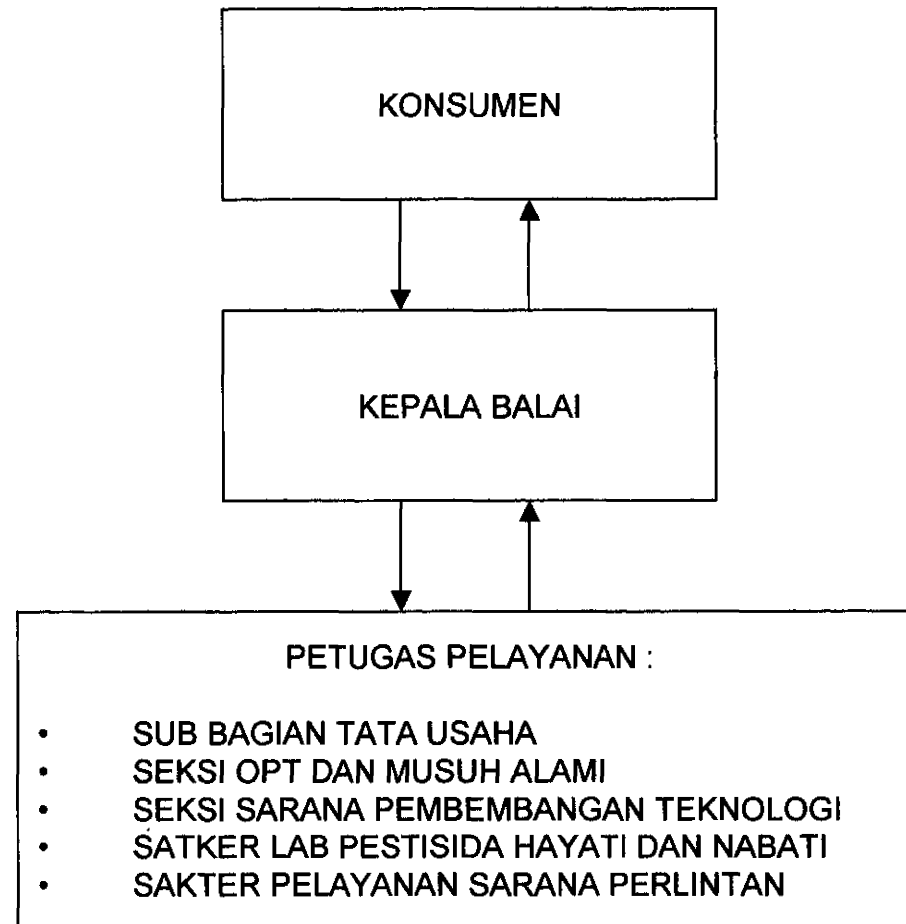 KONSUMEN
KEPALA BALAI
PETUGAS PELAYANAN :
• SUB BAGIAN TATA USAHA
• SEKSI OPT DAN MUSUH ALAMI
• SEKSI SARANA PEMBEMBANGAN TEKNOLOGI
• SATKER LAB PESTISIDA HAYATI DAN NABATI
• SAKTER PELAYANAN SARANA PERLINTAN